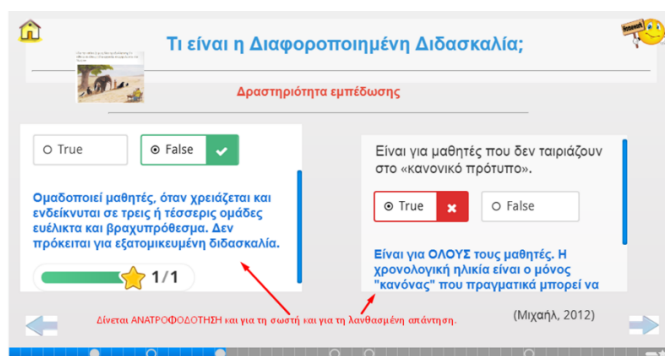 Τι είναι η Διαφοροποιημένη Διδασκαλία;
Δραστηριότητα εμπέδωσης
True
False
Ομαδοποιεί μαθητές, όταν χρειάζεται και
ενδείκνυται σε τρεις ή τέσσερις ομάδες
ευέλικτα και βραχυπρόθεσμα. Δεν
πρόκειται για εξατομικευμένη διδασκαλία.
1/1
Είναι για μαθητές που δεν ταιριάζουν
στο «κανονικό πρότυπο».
True
False
Είναι για ΟΛΟΥΣ τους μαθητές. Η
χρονολογική ηλικία είναι ο μόνος
"κανόνας" που πραγματικά μπορεί να
Δίνεται ΑΝΑΤΡΟΦΟΔΟΤΗΣΗ και για τη σωστή και για τη λανθασμένη απάντηση.
(Μιχαήλ, 2012)